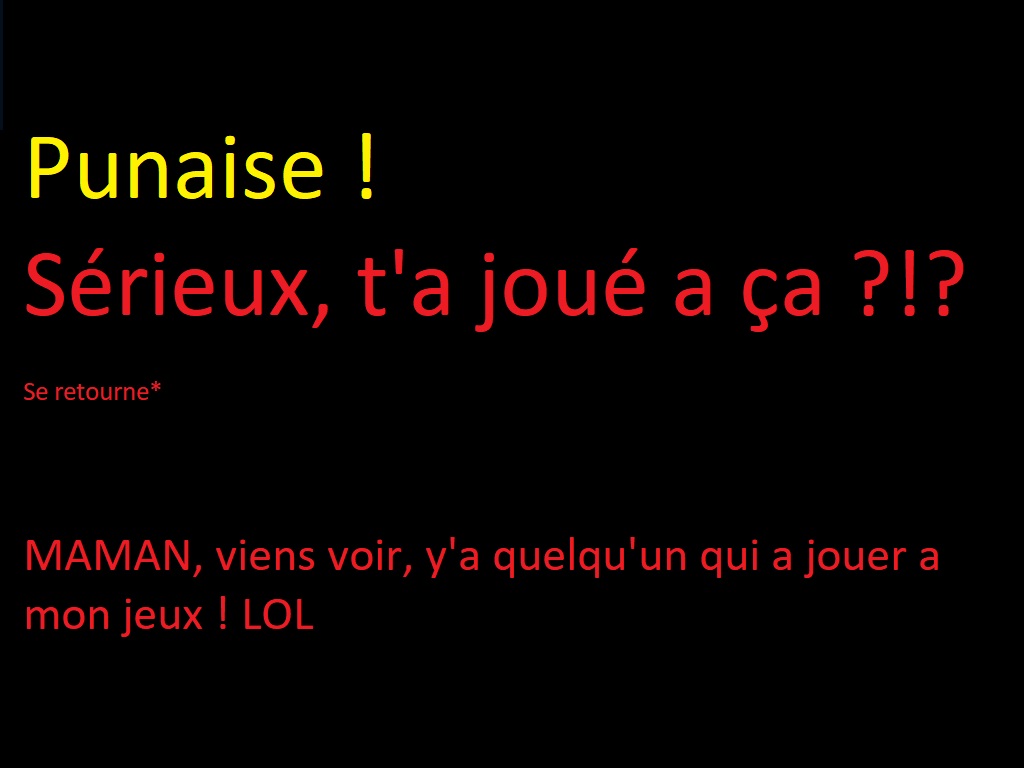 Punaise !
Sérieux, t'a joué a ça ?!?
Se retourne*
MAMAN, viens voir, y'a quelqu'un qui a jouer a
mon jeux ! LOL